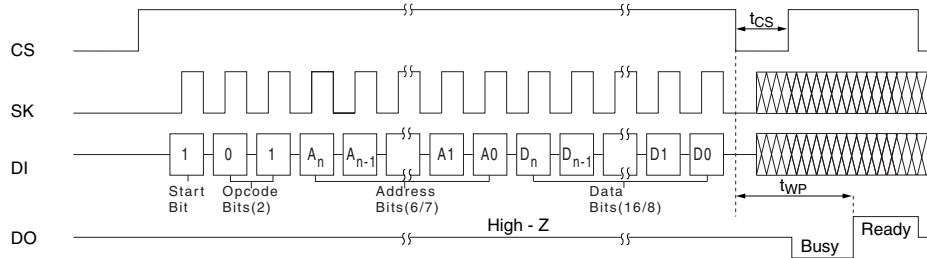 tCS
CS
SK
DI
1 0 1 An An-1 A1 A0 Dn Dn-1 D1 D0
Start Bit
Opcode Bits(2)
Address Bits(6/7)
Data Bits(16/8)
tWP
DO
High - Z
Busy
Ready